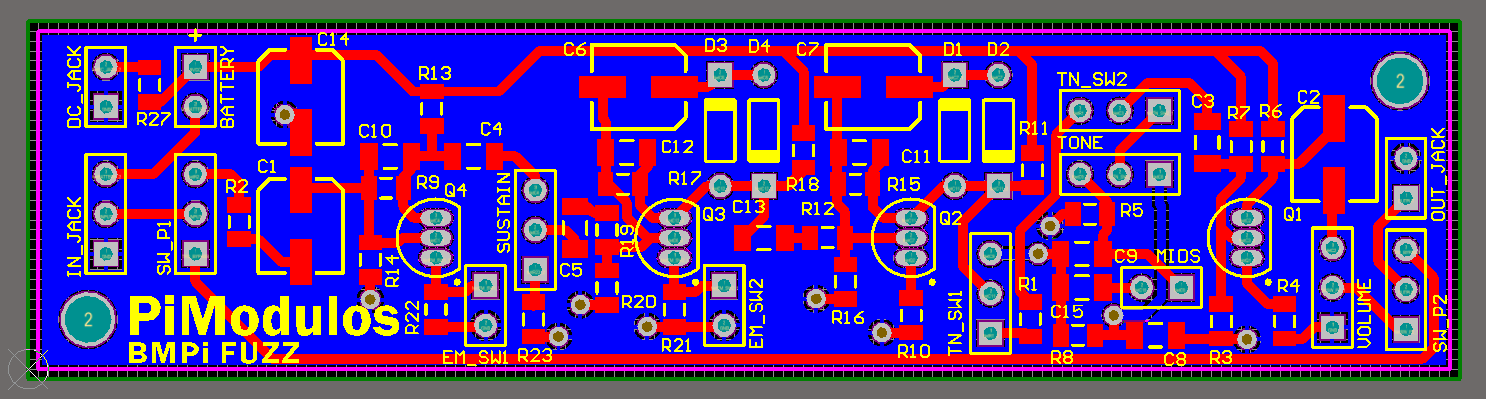 +
DC_JACK
R27
BATTERY
C14
R13
C6
D3
D4
C7
D1
D2
TN_SW2
C3
R7
R6
C2
2
C10
C4
C12
R11
C11
TONE
OUT_JACK
C1
R2
R9
Q4
SUSTAIN
R17
R18
R15
IN_JACK
SW_P1
Q3
C13
R12
Q2
R5
Q1
R19
R14
C5
C9
MIOS
2
PiModulos
BMPi FUZZ
R22
EM_SW1
R23
R20
R21
EM_SW2
R16
R10
TN_SW1
R1
C15
R8
C8
R3
R4
VOLUME
SW_P2